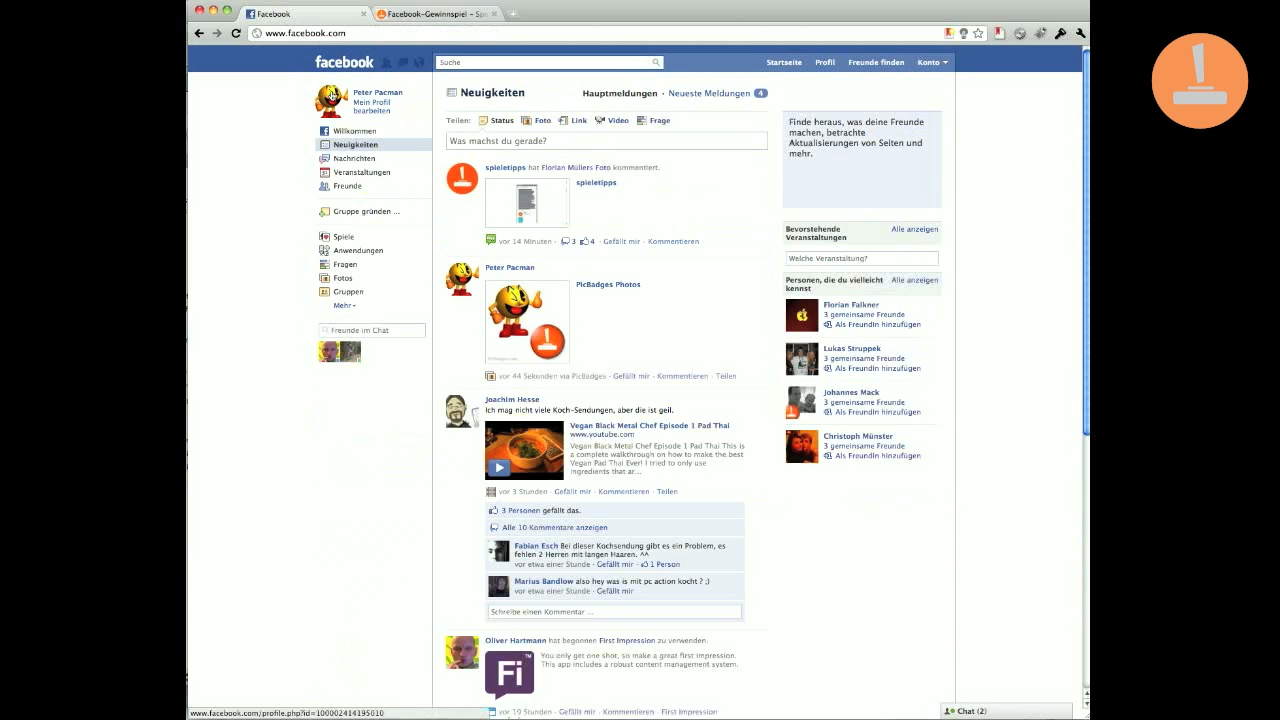 Facebook
Facebook-Gewinnspiel – Spe
www.facebook.com
facebook
Suche
Startseite
Profil
Freunde finden
Konto
Peter Pacman
Mein Profil
bearbeiten
Willkommen
Neuigkeiten
Nachrichten
Veranstaltungen
Freunde
Gruppe gründen ...
Spiele
Anwendungen
Fragen
Fotos
Gruppen
Mehr
Freunde im Chat
Neuigkeiten
Hauptmeldungen · Neueste Meldungen 4
Teilen: Status Foto Link Video Frage
Was machst du gerade?
spieletipps hat Florian Müllers Foto kommentiert.
spieletipps
vor 14 Minuten · 3 4 · Gefällt mir · Kommentieren
Peter Pacman
PicBadges Photos
vor 44 Sekunden via PicBadges · Gefällt mir · Kommentieren · Teilen
Joachim Hesse
Ich mag nicht viele Koch-Sendungen, aber die ist geil.
Vegan Black Metal Chef Episode 1 Pad Thai
www.youtube.com
Vegan Black Metal Chef Episode 1 Pad Thai This is
a complete walkthrough on how to make the best
Vegan Pad Thai Ever! I tried to only use
ingredients that ar...
vor 3 Stunden · Gefällt mir · Kommentieren · Teilen
3 Personen gefällt das.
Alle 10 Kommentare anzeigen
Fabian Esch Bei dieser Kochsendung gibt es ein Problem, es
fehlen 2 Herren mit langen Haaren. ^^
vor etwa einer Stunde · Gefällt mir · 1 Person
Marius Bandlow also hey was is mit pc action kocht ? ;)
vor etwa einer Stunde · Gefällt mir
Schreibe einen Kommentar ...
Oliver Hartmann hat begonnen First Impression zu verwenden.
Fi™
You only get one shot, so make a great first impression.
This app includes a robust content management system.
vor 19 Stunden · Gefällt mir · Kommentieren · First Impression
Finde heraus, was deine Freunde
machen, betrachte
Aktualisierungen von Seiten und
mehr.
Bevorstehende
Veranstaltungen
Alle anzeigen
Welche Veranstaltung?
Personen, die du vielleicht
kennst
Alle anzeigen
Florian Falkner
3 gemeinsame Freunde
Als FreundIn hinzufügen
Lukas Struppek
3 gemeinsame Freunde
Als FreundIn hinzufügen
Johannes Mack
3 gemeinsame Freunde
Als FreundIn hinzufügen
Christoph Münster
3 gemeinsame Freunde
Als FreundIn hinzufügen
www.facebook.com/profile.php?id=100002414195010
Chat (2)